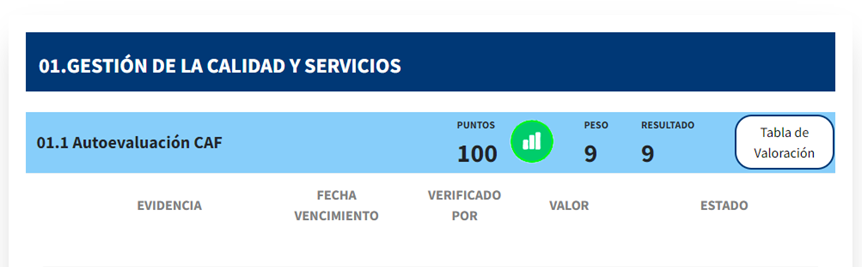 01.GESTIÓN DE LA CALIDAD Y SERVICIOS
01.1 Autoevaluación CAF
PUNTOS
100
PESO
9
RESULTADO
9
Tabla de
Valoración
EVIDENCIA
FECHA
VENCIMIENTO
VERIFICADO
POR
VALOR
ESTADO